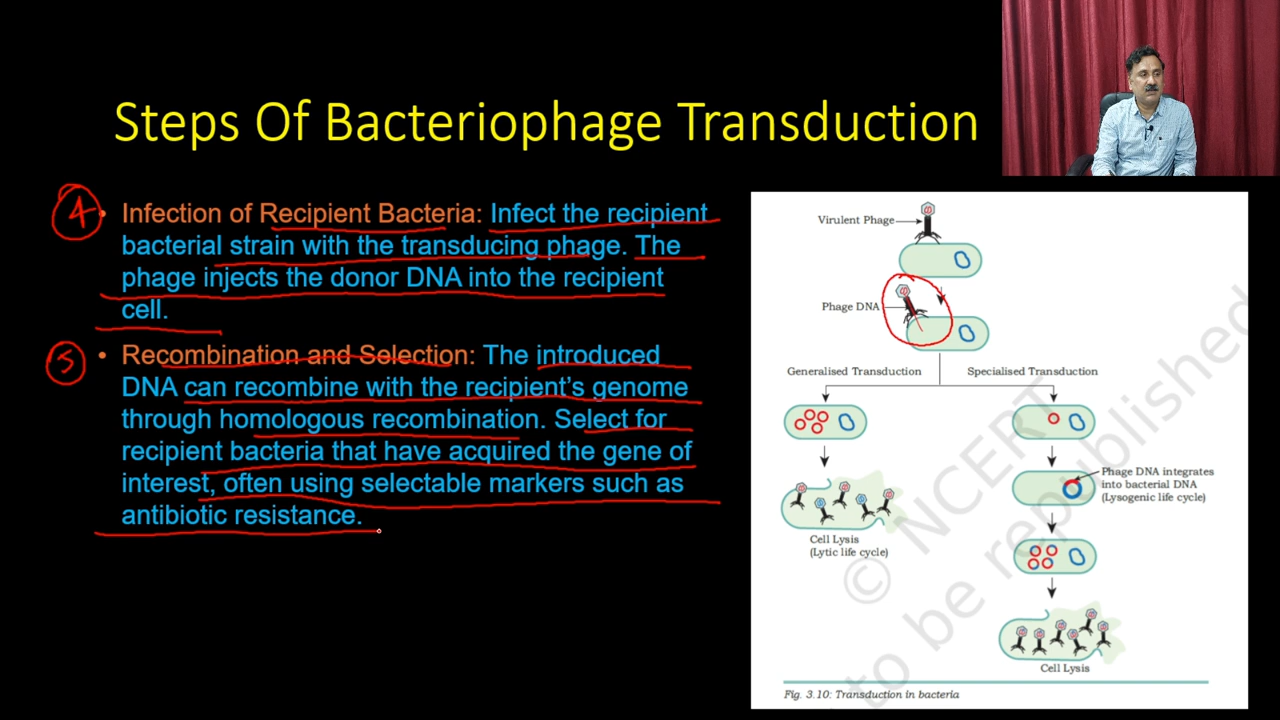 Steps Of Bacteriophage Transduction
4
• Infection of Recipient Bacteria: Infect the recipient
bacterial strain with the transducing phage. The
phage injects the donor DNA into the recipient
cell.
5
• Recombination and Selection: The introduced
DNA can recombine with the recipient's genome
through homologous recombination. Select for
recipient bacteria that have acquired the gene of
interest, often using selectable markers such as
antibiotic resistance.
Virulent Phage
Phage DNA
Generalised Transduction
Specialised Transduction
Phage DNA integrates
into bacterial DNA
(Lysogenic life cycle)
Cell Lysis
(Lytic life cycle)
Cell Lysis
Fig. 3.10: Transduction in bacteria
© NCERT
to be republished